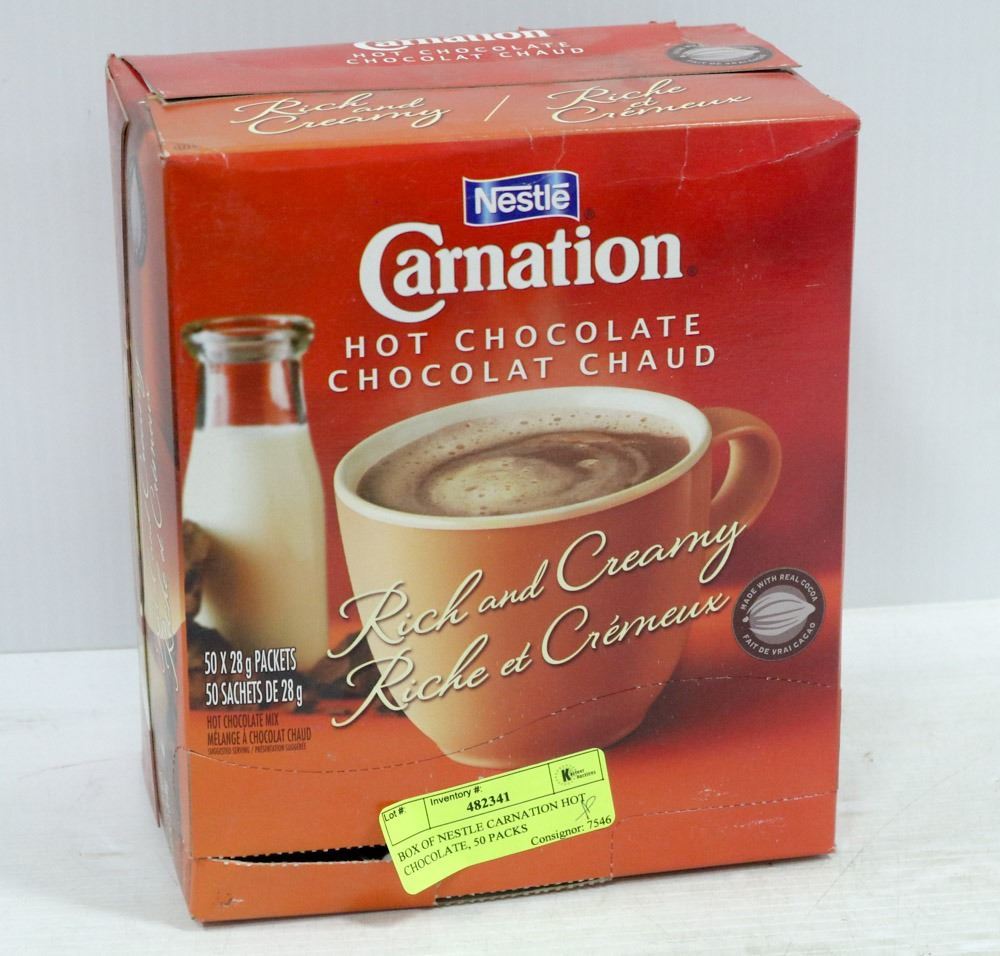 Carnation
HOT CHOCOLATE
CHOCOLAT CHAUD
Rich and Creamy / Riche et Crémeux
Nestlé
Carnation
HOT CHOCOLATE
CHOCOLAT CHAUD
Rich and Creamy
Riche et Crémeux
MADE WITH REAL COCOA
FAIT DE VRAI CACAO
50 X 28 g PACKETS
50 SACHETS DE 28 g
HOT CHOCOLATE MIX
MÉLANGE À CHOCOLAT CHAUD
SUGGESTED SERVING / PRÉSENTATION SUGGÉRÉE
Lot #: Inventory #:
482341
BOX OF NESTLE CARNATION HOT
CHOCOLATE, 50 PACKS
Consignor: 7546